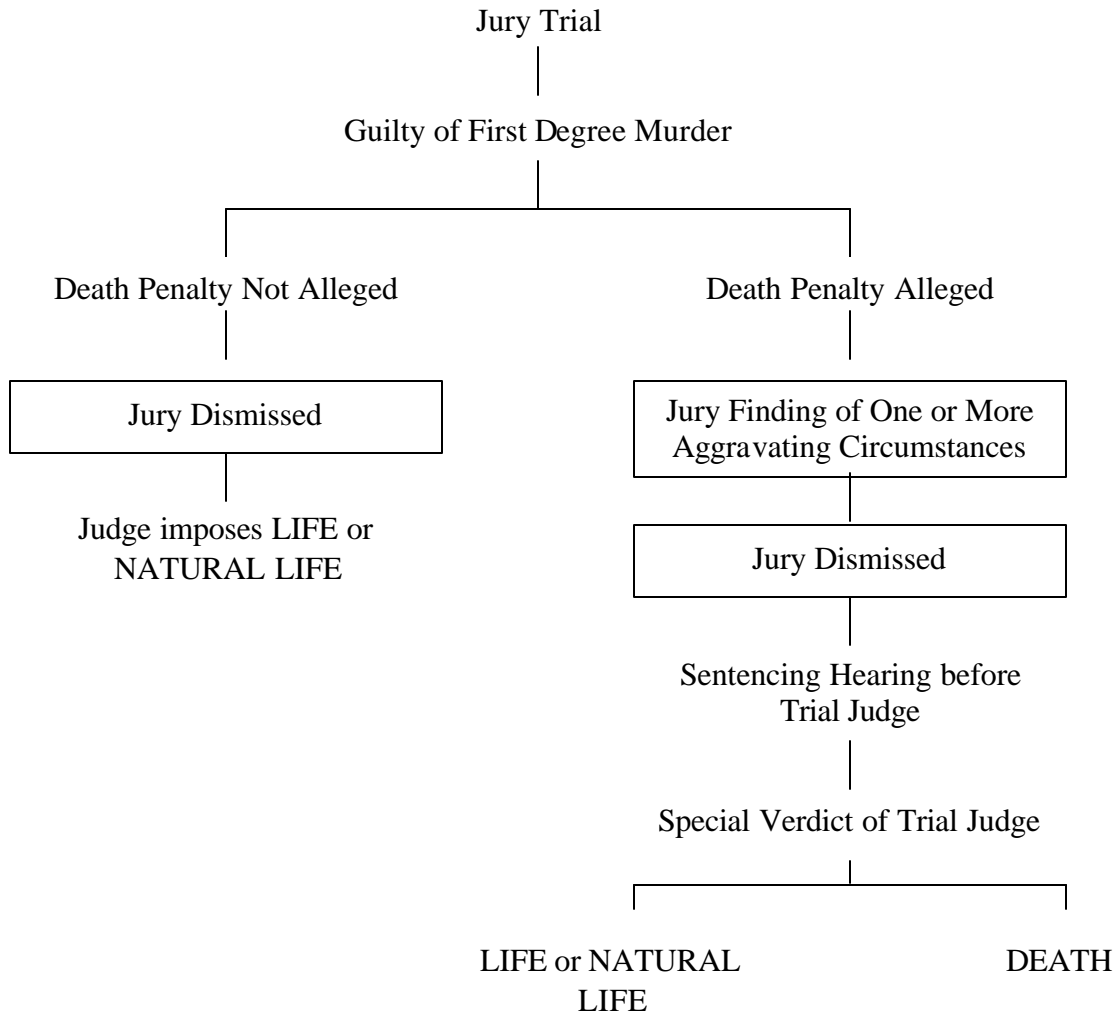 Jury Trial
Guilty of First Degree Murder
Death Penalty Not Alleged
Death Penalty Alleged
Jury Dismissed
Jury Finding of One or More
Aggravating Circumstances
Judge imposes LIFE or
NATURAL LIFE
Jury Dismissed
Sentencing Hearing before
Trial Judge
Special Verdict of Trial Judge
LIFE or NATURAL
LIFE
DEATH